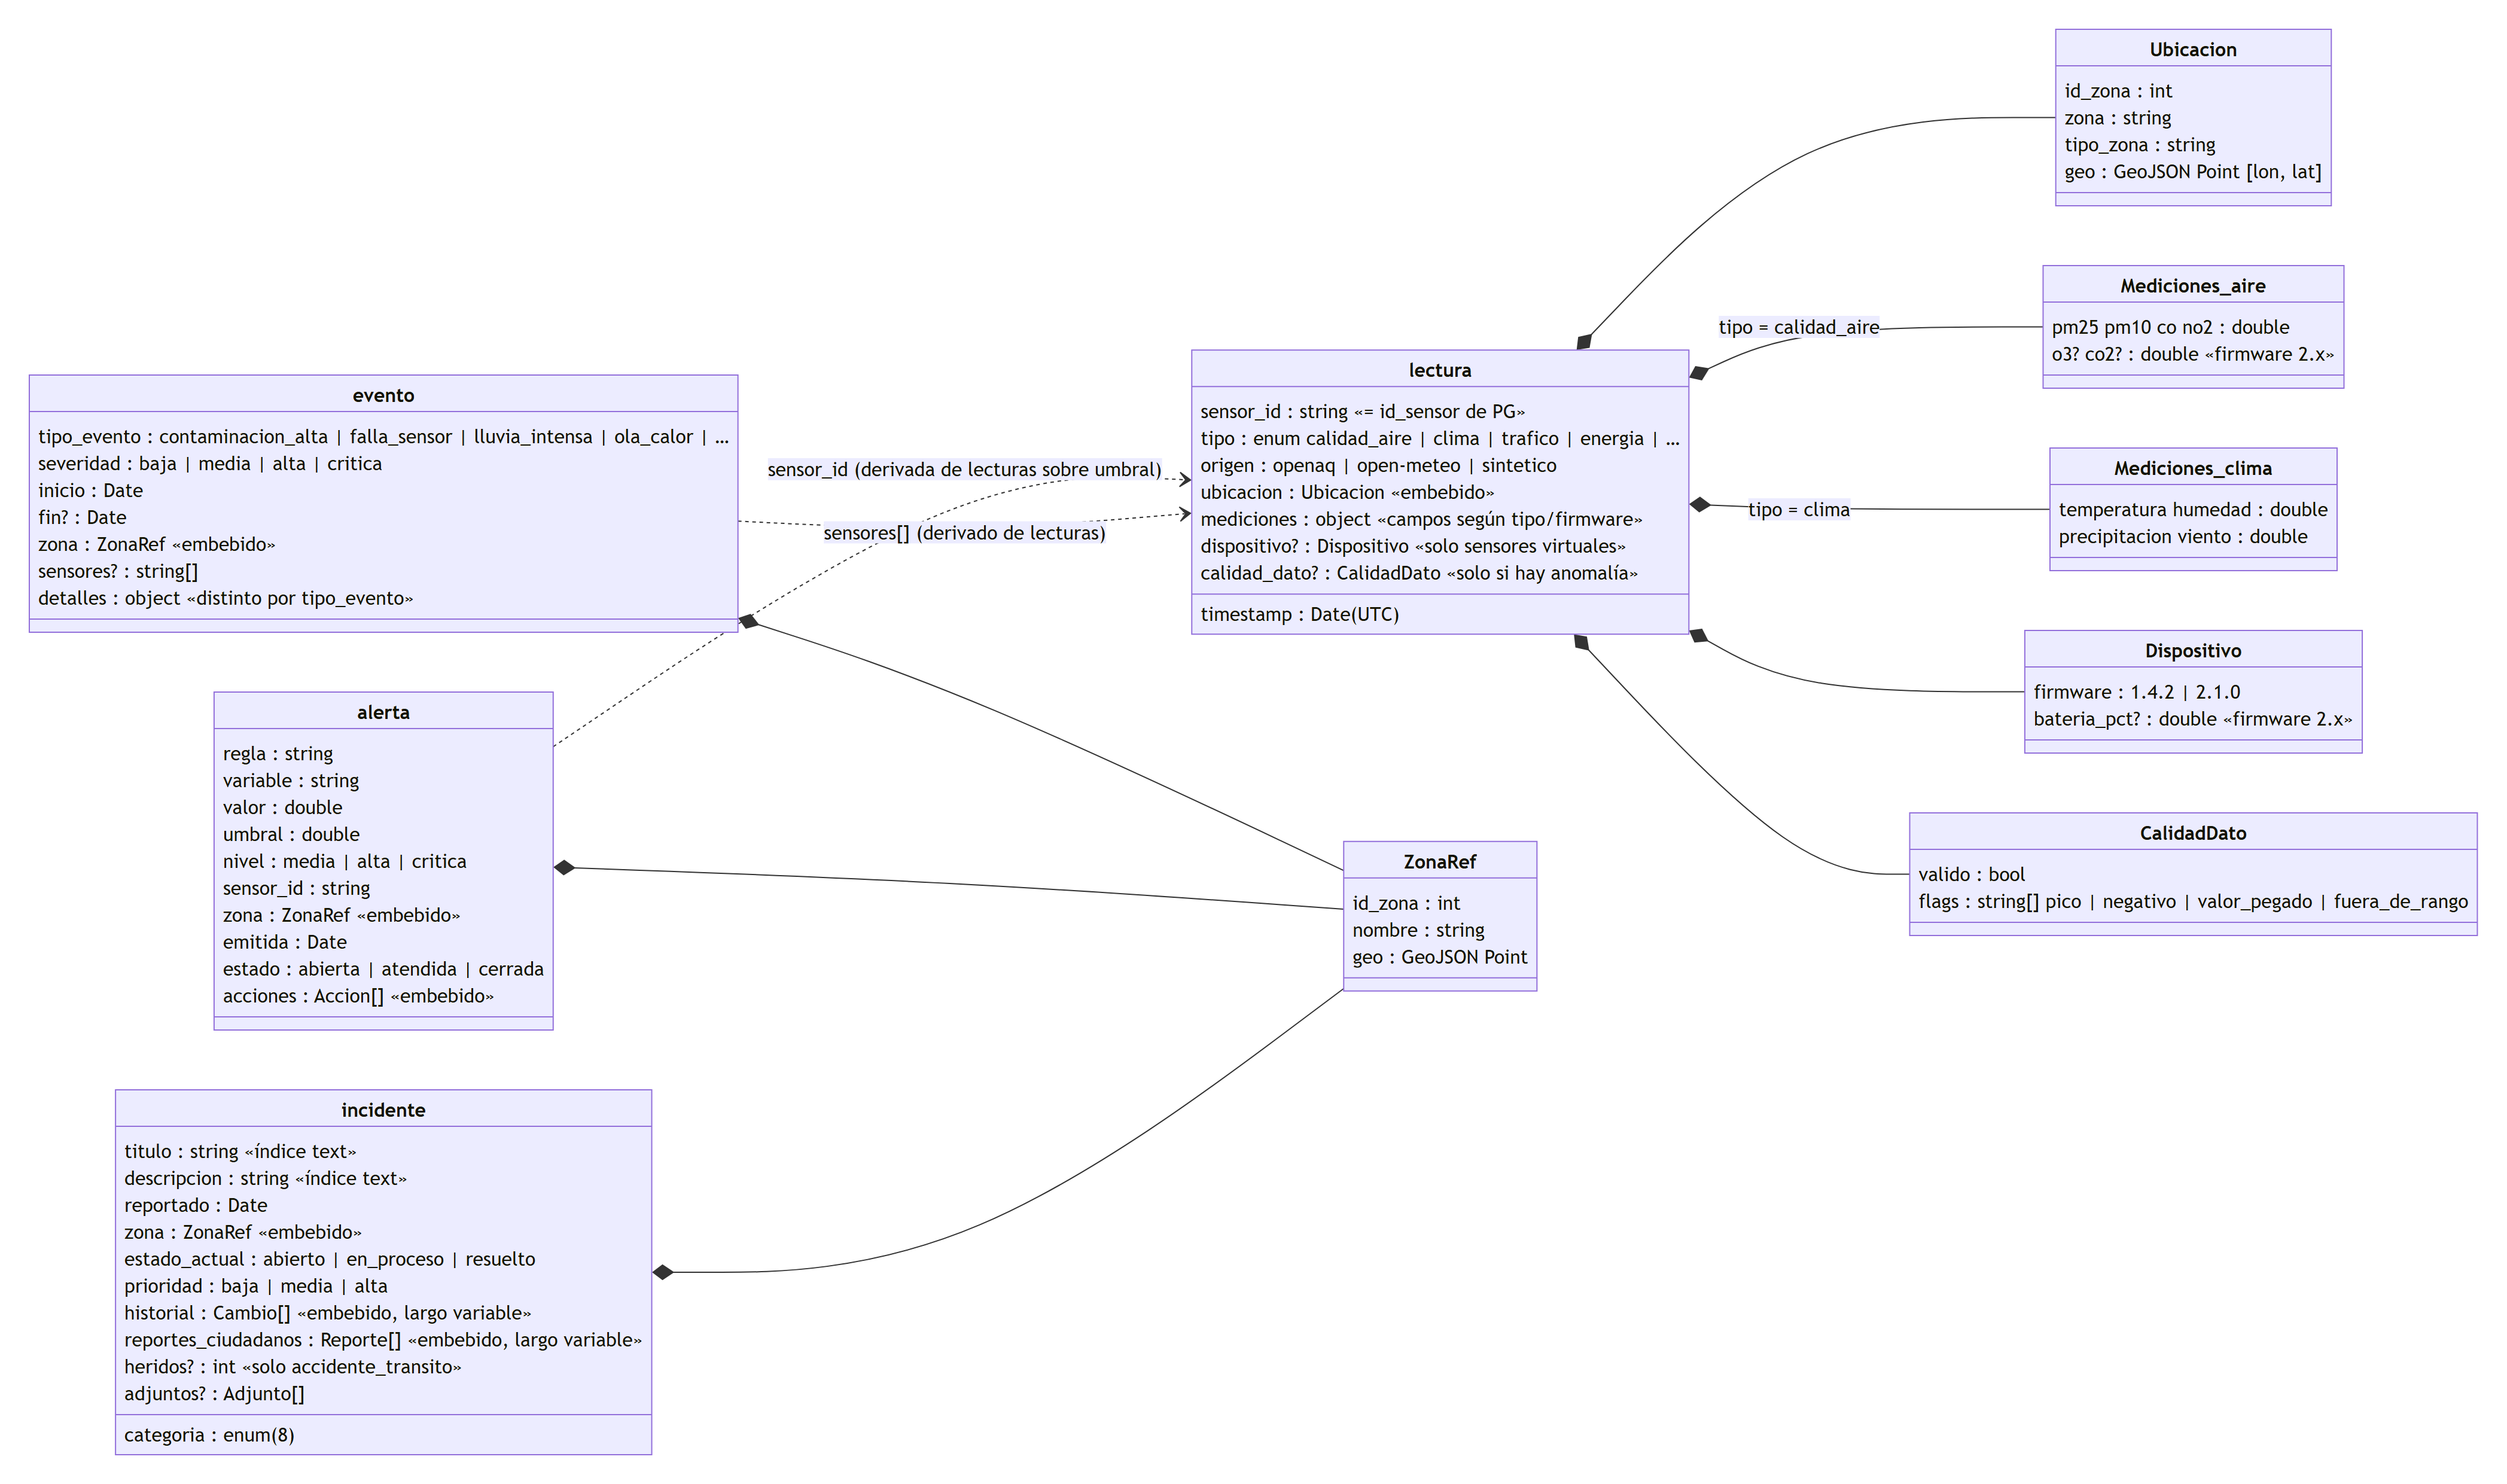 Ubicacion
id_zona : int
zona : string
tipo_zona : string
geo : GeoJSON Point [lon, lat]
Mediciones_aire
pm25 pm10 co no2 : double
o3? co2? : double «firmware 2.x»
tipo = calidad_aire
lectura
sensor_id : string «= id_sensor de PG»
tipo : enum calidad_aire | clima | trafico | energia | ...
origen : openaq | open-meteo | sintetico
ubicacion : Ubicacion «embebido»
mediciones : object «campos según tipo/firmware»
dispositivo? : Dispositivo «solo sensores virtuales»
calidad_dato? : CalidadDato «solo si hay anomalía»
timestamp : Date(UTC)
evento
tipo_evento : contaminacion_alta | falla_sensor | lluvia_intensa | ola_calor | ...
severidad : baja | media | alta | critica
inicio : Date
fin? : Date
zona : ZonaRef «embebido»
sensores? : string[]
detalles : object «distinto por tipo_evento»
sensor_id (derivada de lecturas sobre umbral)
sensores[] (derivado de lecturas)
Mediciones_clima
temperatura humedad : double
precipitacion viento : double
tipo = clima
Dispositivo
firmware : 1.4.2 | 2.1.0
bateria_pct? : double «firmware 2.x»
alerta
regla : string
variable : string
valor : double
umbral : double
nivel : media | alta | critica
sensor_id : string
zona : ZonaRef «embebido»
emitida : Date
estado : abierta | atendida | cerrada
acciones : Accion[] «embebido»
CalidadDato
valido : bool
flags : string[] pico | negativo | valor_pegado | fuera_de_rango
ZonaRef
id_zona : int
nombre : string
geo : GeoJSON Point
incidente
titulo : string «índice text»
descripcion : string «índice text»
reportado : Date
zona : ZonaRef «embebido»
estado_actual : abierto | en_proceso | resuelto
prioridad : baja | media | alta
historial : Cambio[] «embebido, largo variable»
reportes_ciudadanos : Reporte[] «embebido, largo variable»
heridos? : int «solo accidente_transito»
adjuntos? : Adjunto[]
categoria : enum(8)